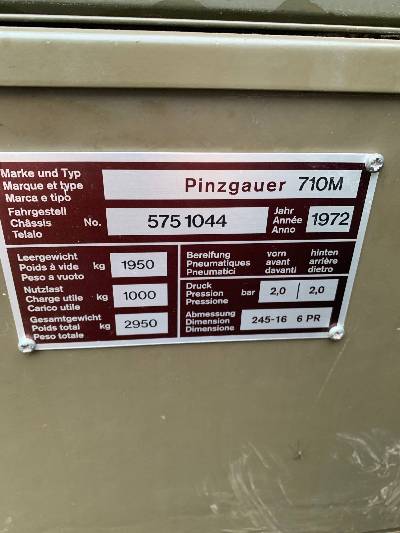 Marke und Typ
Marque et type Pinzgauer 710M
Marca e tipo
Fahrgestell Jahr
Châssis No. 575 1044 Année 1972
Telaio Anno
Leergewicht
Poids à vide kg 1950
Peso a vuoto
Nutzlast
Charge utile kg 1000
Carico utile
Gesamtgewicht
Poids total kg 2950
Peso totale
Bereifung vorn hinten
Pneumatiques avant arrière
Pneumatici davanti dietro
Druck
Pression bar 2,0 2,0
Pressione
Abmessung
Dimension 245-16 6 PR
Dimensione